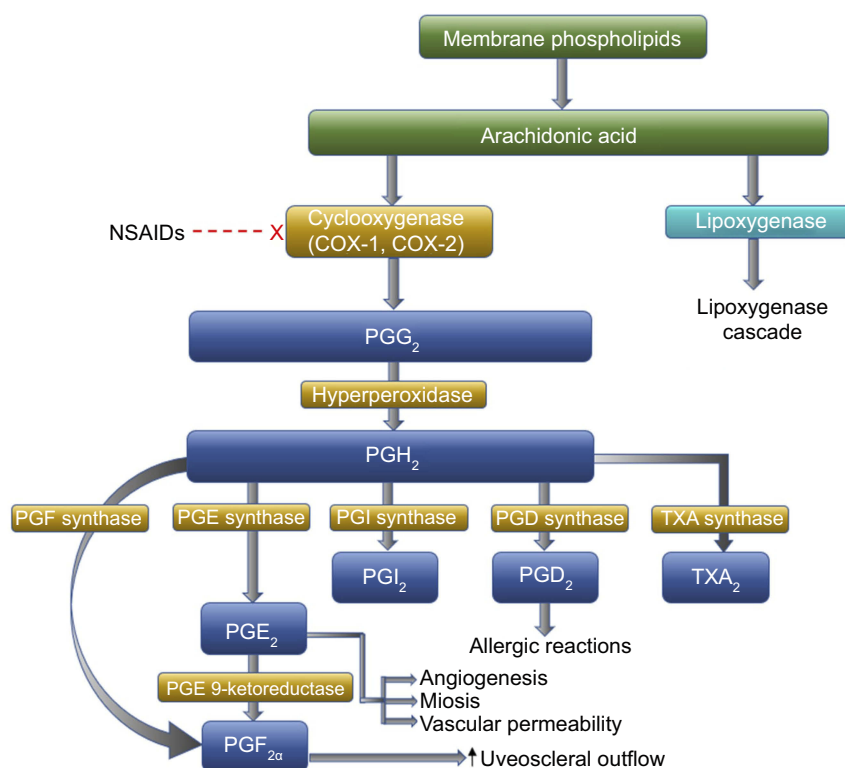 Membrane phospholipids
Arachidonic acid
NSAIDs
X
Cyclooxygenase
(COX-1, COX-2)
Lipoxygenase
Lipoxygenase
cascade
PGG₂
Hyperperoxidase
PGH₂
PGF synthase
PGE synthase
PGI synthase
PGD synthase
TXA synthase
PGI₂
PGD₂
TXA₂
PGE₂
Allergic reactions
PGE 9-ketoreductase
Angiogenesis
Miosis
Vascular permeability
PGF₂α
↑ Uveoscleral outflow